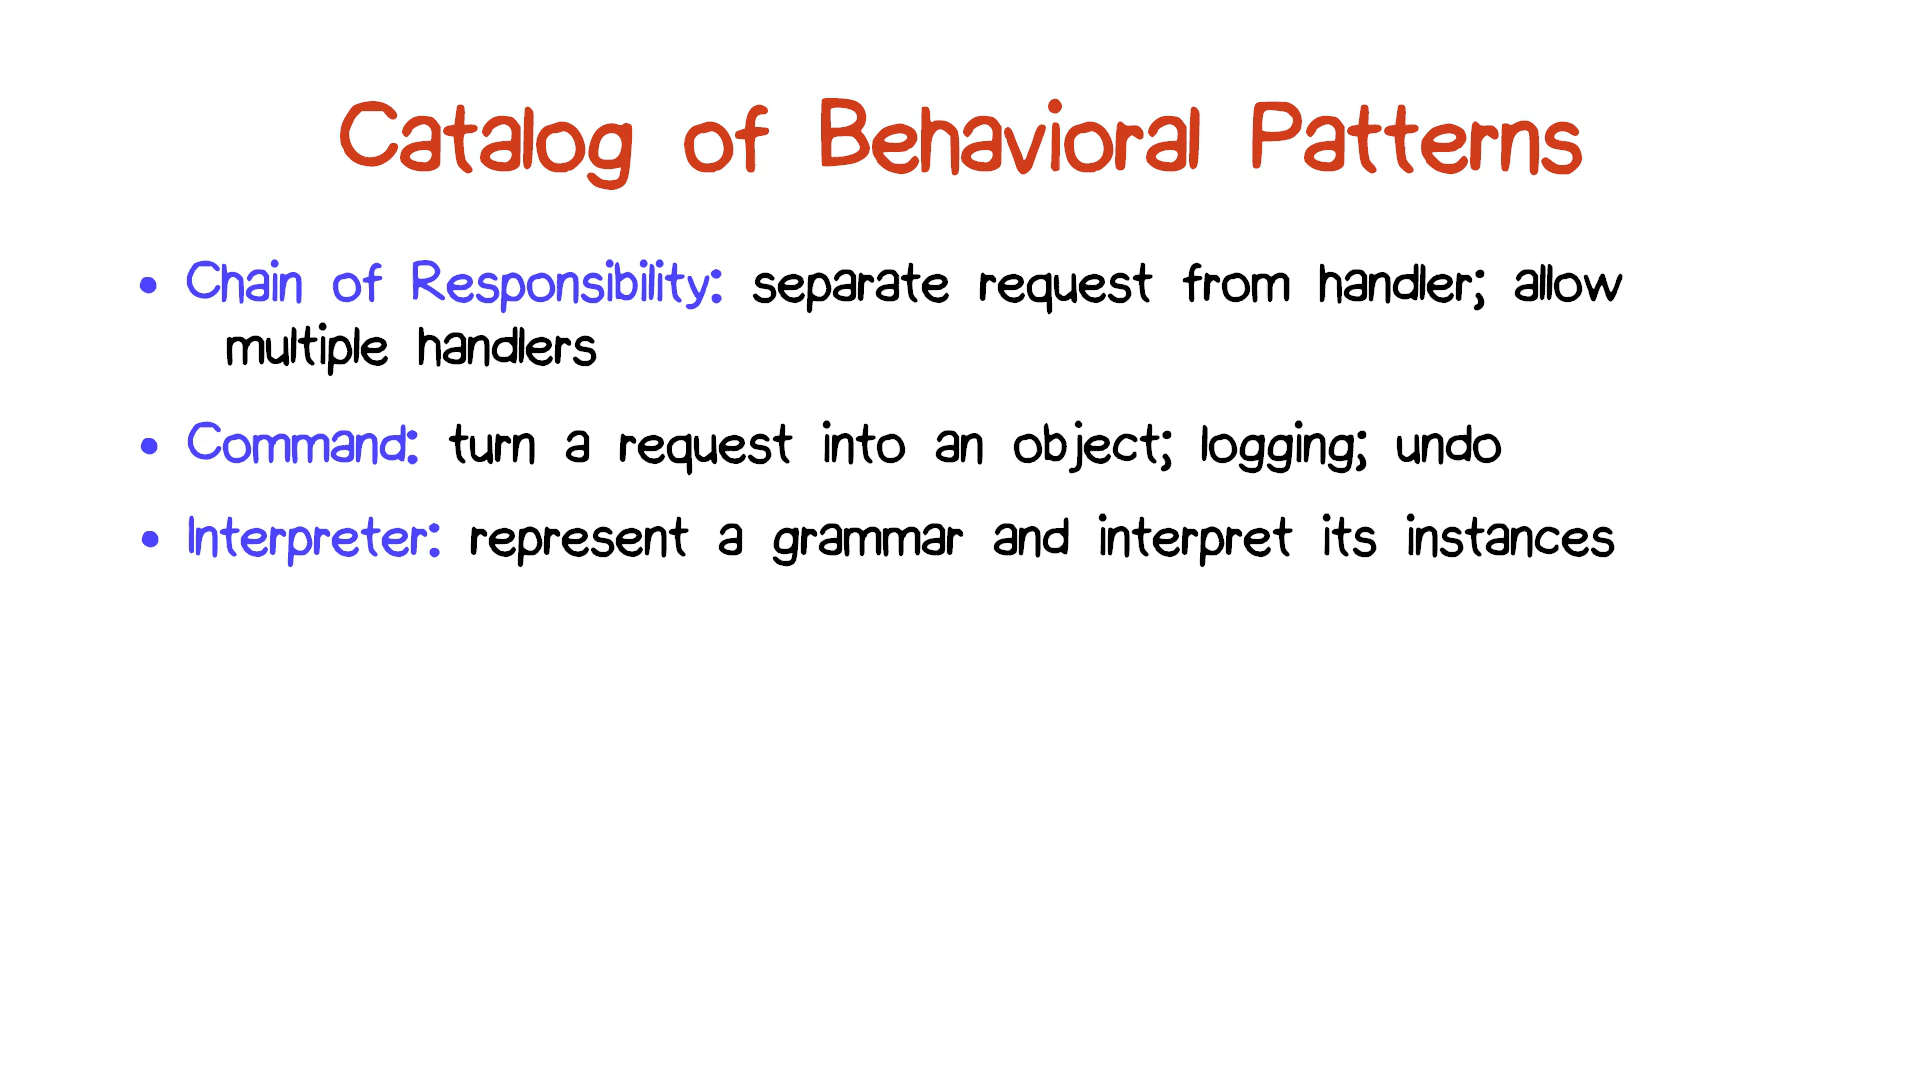 Catalog of Behavioral Patterns
• Chain of Responsibility: separate request from handler; allow
multiple handlers
• Command: turn a request into an object; logging; undo
• Interpreter: represent a grammar and interpret its instances